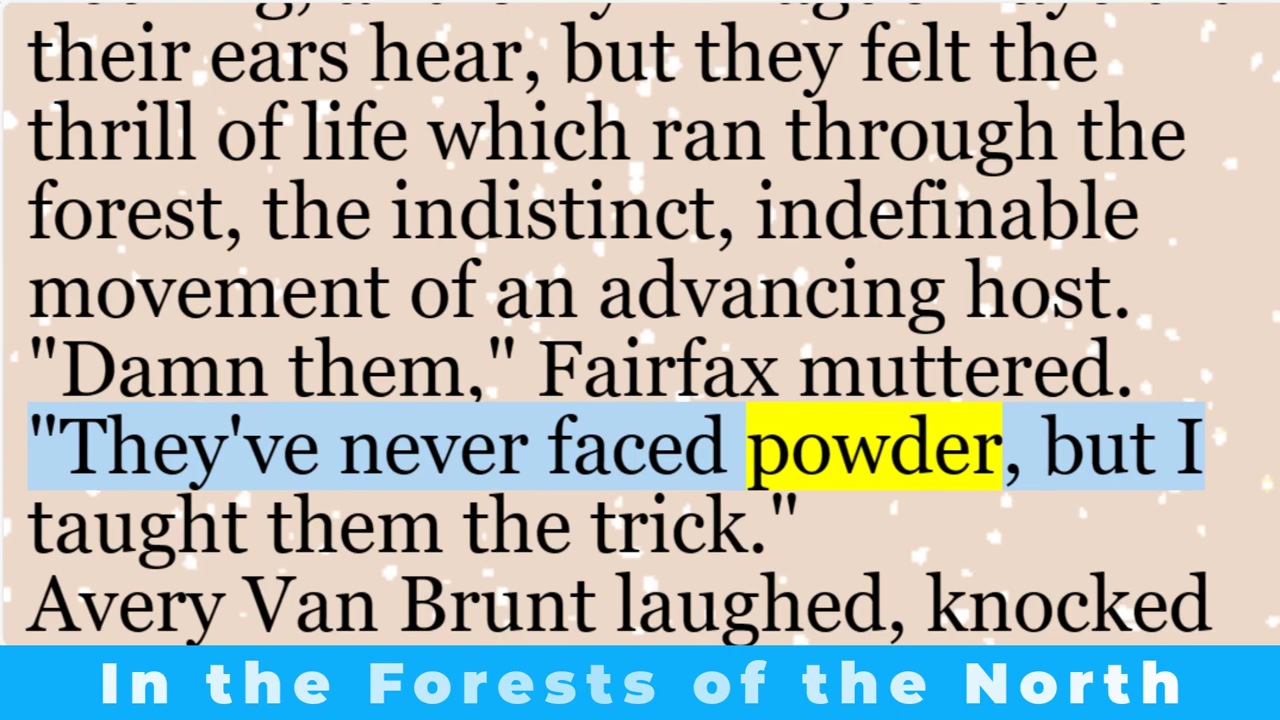 their ears hear, but they felt the
thrill of life which ran through the
forest, the indistinct, indefinable
movement of an advancing host.
"Damn them," Fairfax muttered.
"They've never faced powder, but I
taught them the trick."
Avery Van Brunt laughed, knocked
In the Forests of the North